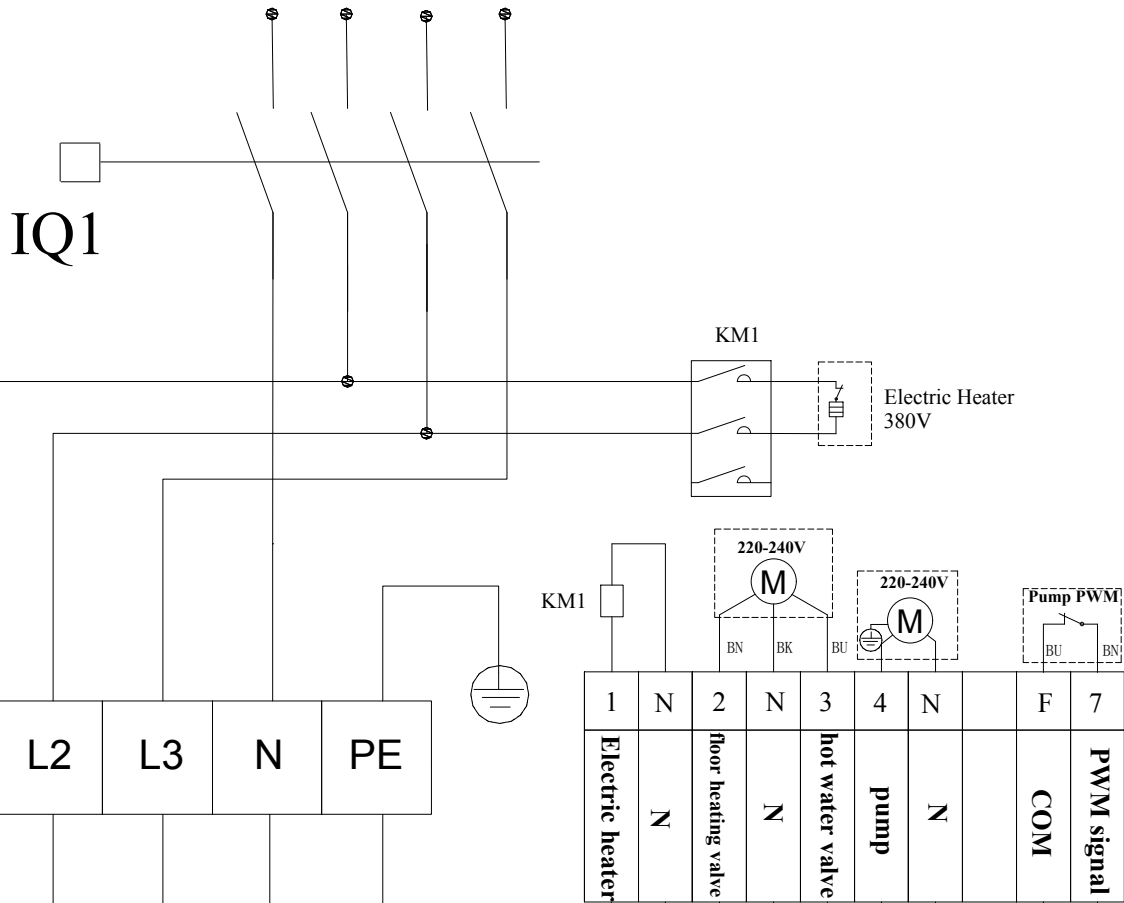 IQ1
KM1
Electric Heater
380V
220-240V
M
220-240V
M
Pump PWM
KM1
BN
BK
BU
BU
BN
1
N
2
N
3
4
N
F
7
L2
L3
N
PE
Electric heater
N
floor heating valve
N
hot water valve
pump
N
COM
PWM signal